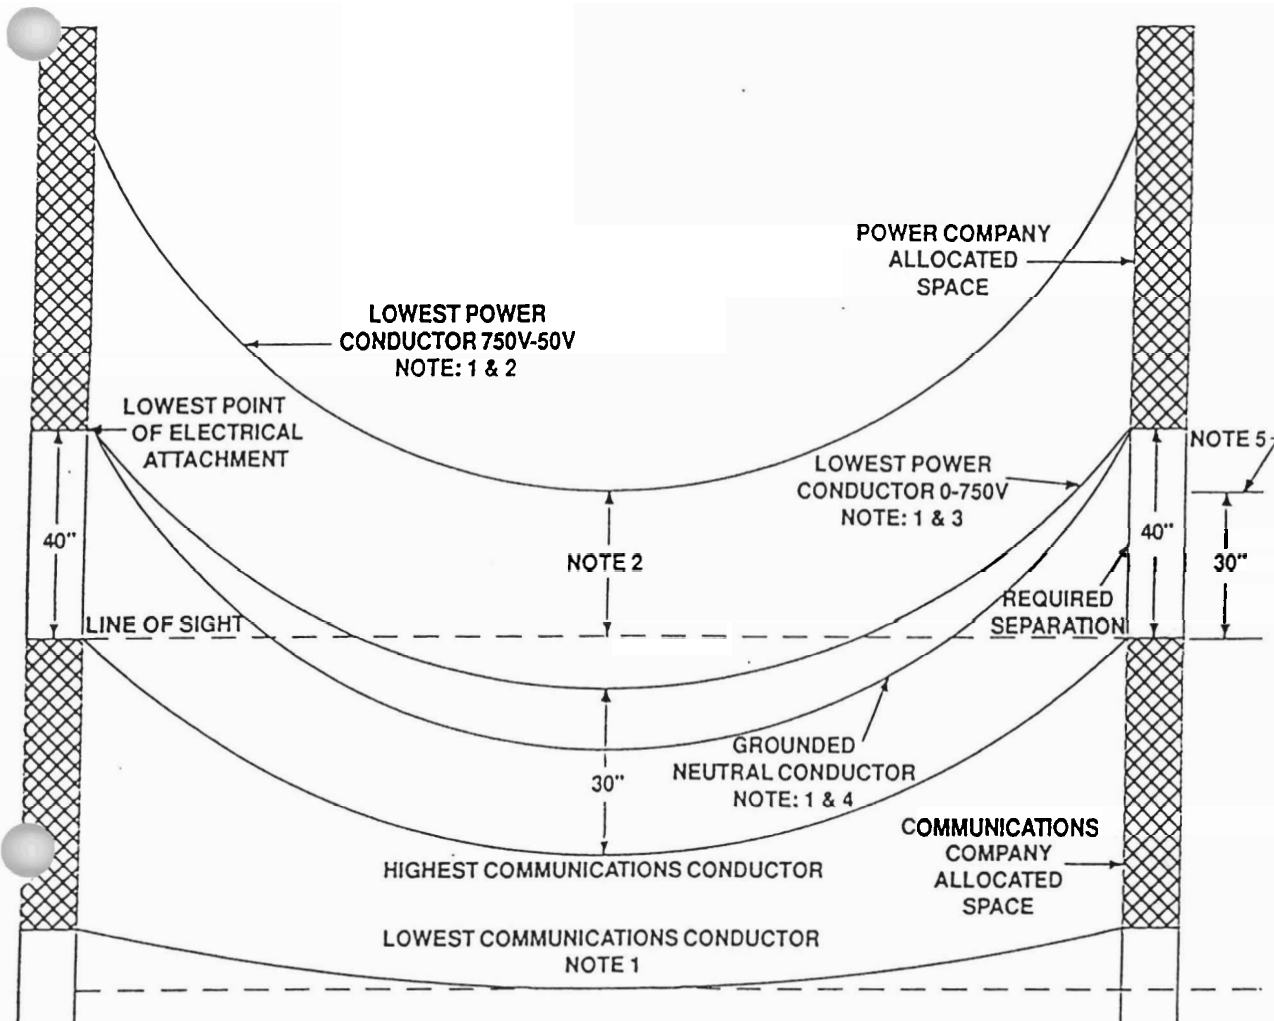 POWER COMPANY
ALLOCATED
SPACE
LOWEST POWER
CONDUCTOR 750V-50V
NOTE: 1 & 2
LOWEST POINT
OF ELECTRICAL
ATTACHMENT
NOTE 5
LOWEST POWER
CONDUCTOR 0-750V
NOTE: 1 & 3
40"
40"
NOTE 2
30"
REQUIRED
SEPARATION
LINE OF SIGHT
GROUNDED
NEUTRAL CONDUCTOR
NOTE: 1 & 4
30"
COMMUNICATIONS
COMPANY
ALLOCATED
SPACE
HIGHEST COMMUNICATIONS CONDUCTOR
LOWEST COMMUNICATIONS CONDUCTOR
NOTE 1